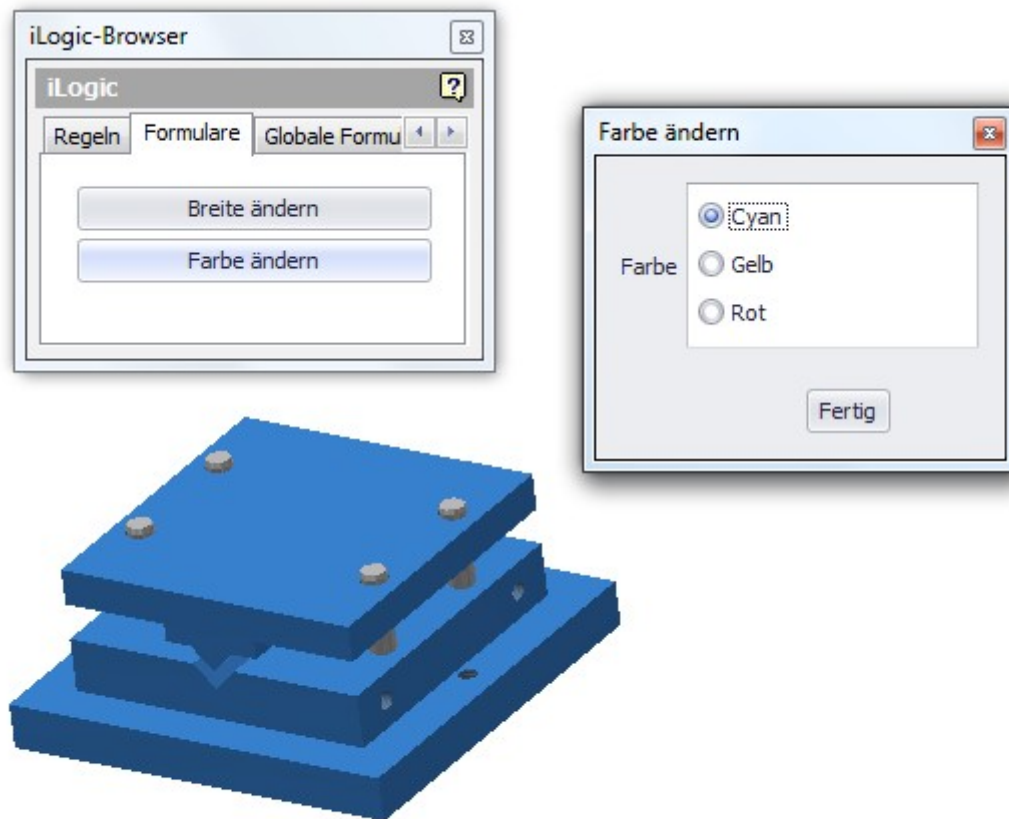 iLogic-Browser
iLogic
Regeln Formulare Globale Formu
Breite ändern
Farbe ändern
Farbe ändern
Cyan
Farbe Gelb
Rot
Fertig